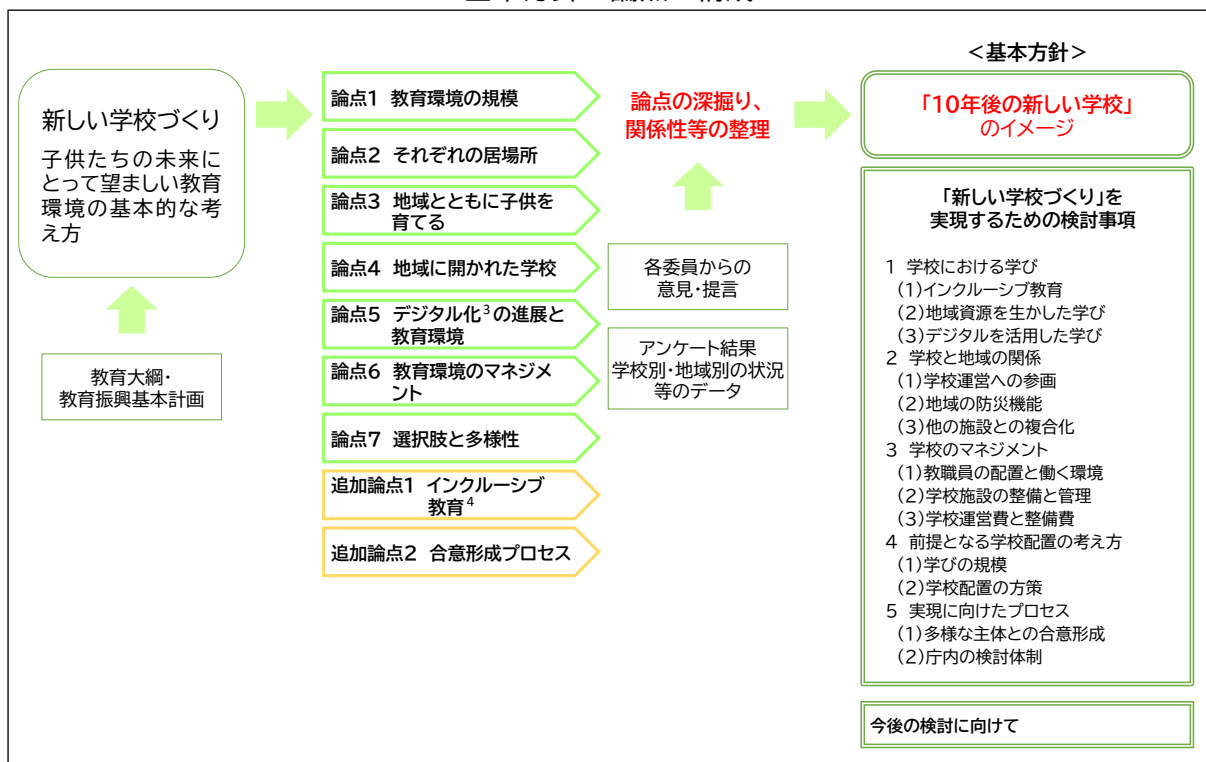 新しい学校づくり
子供たちの未来に
とって望ましい教育
環境の基本的な考
え方
教育大綱・
教育振興基本計画
論点1 教育環境の規模
論点2 それぞれの居場所
論点3 地域とともに子供を
育てる
論点4 地域に開かれた学校
論点5 デジタル化3の進展と
教育環境
論点6 教育環境のマネジメ
ント
論点7 選択肢と多様性
追加論点1 インクルーシブ
教育4
追加論点2 合意形成プロセス
論点の深掘り、
関係性等の整理
各委員からの
意見・提言
アンケート結果
学校別・地域別の状況
等のデータ
<基本方針>
「10年後の新しい学校」
のイメージ
「新しい学校づくり」を
実現するための検討事項
1 学校における学び
(1)インクルーシブ教育
(2)地域資源を生かした学び
(3)デジタルを活用した学び
2 学校と地域の関係
(1)学校運営への参画
(2)地域の防災機能
(3)他の施設との複合化
3 学校のマネジメント
(1)教職員の配置と働く環境
(2)学校施設の整備と管理
(3)学校運営費と整備費
4 前提となる学校配置の考え方
(1)学びの規模
(2)学校配置の方策
5 実現に向けたプロセス
(1)多様な主体との合意形成
(2)庁内の検討体制
今後の検討に向けて